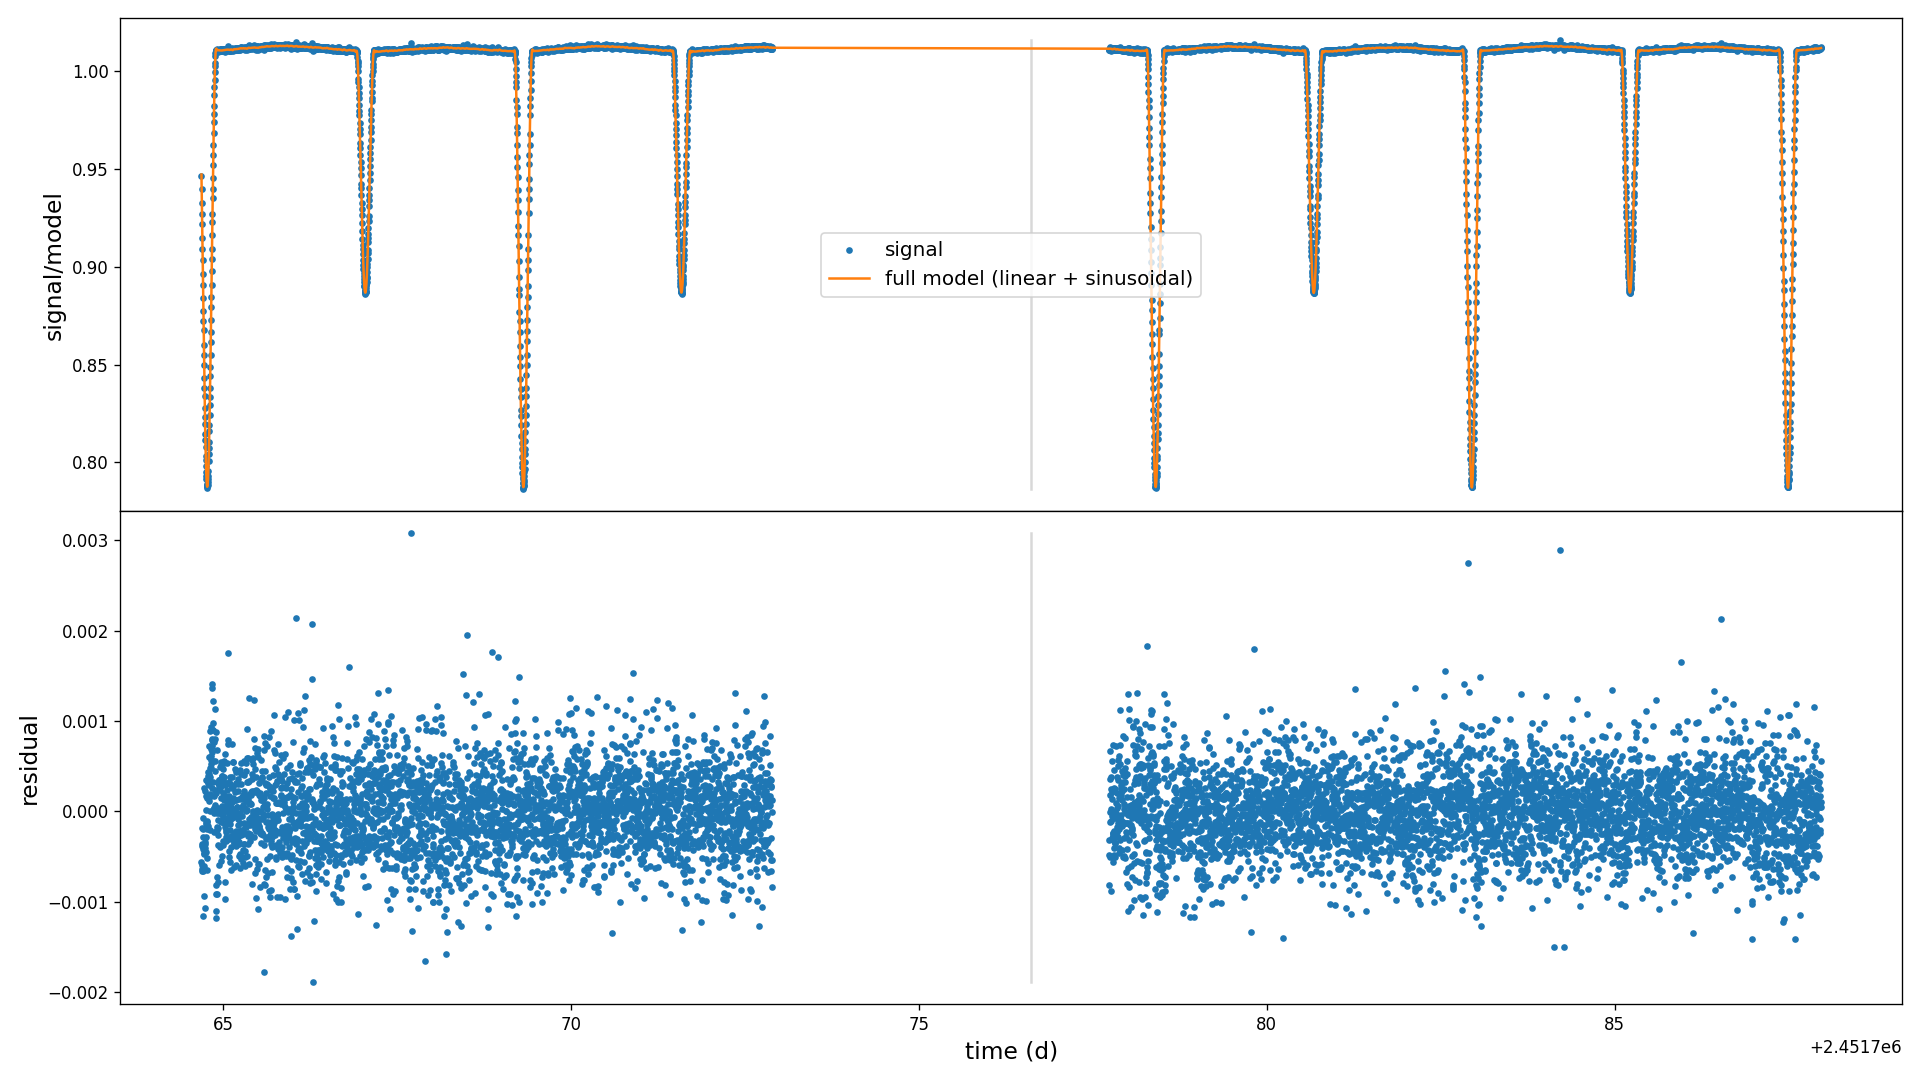 1.00
0.95
0.90
0.85
0.80
signal/model
signal
full model (linear + sinusoidal)
0.003
0.002
0.001
0.000
−0.001
−0.002
residual
65
70
75
80
85
time (d)
+2.4517e6